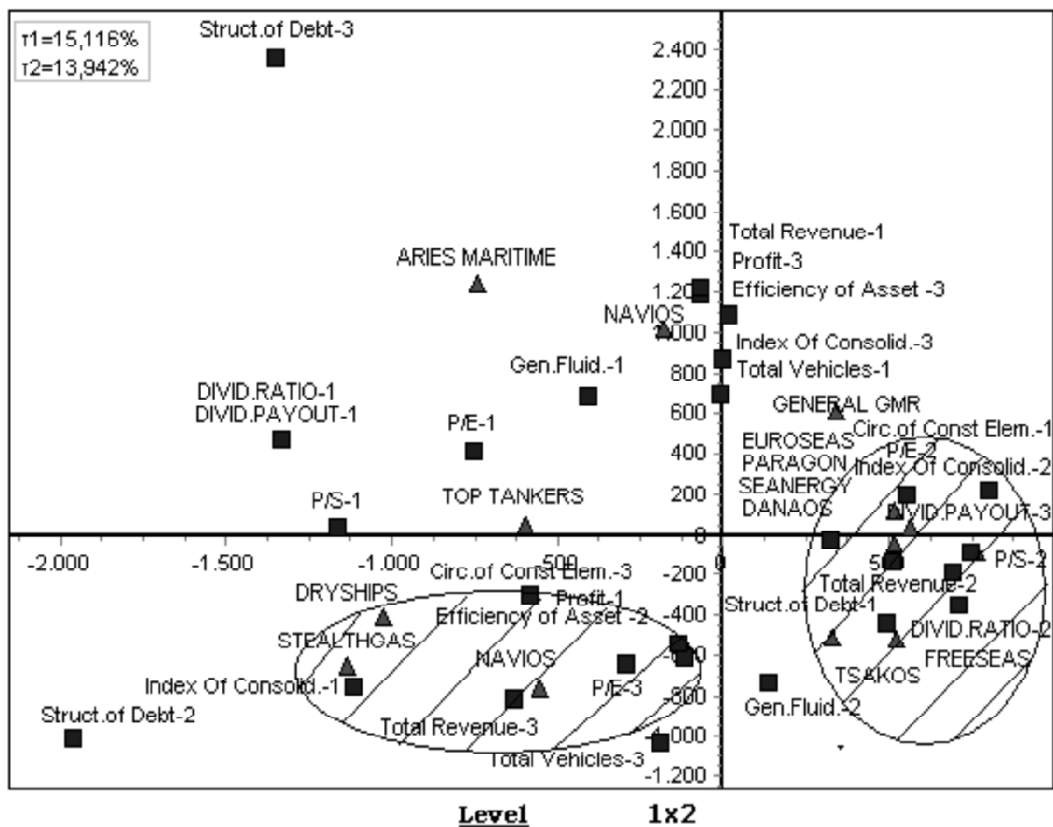 τ1=15,116%
τ2=13,942%
Struct.of Debt-3
2.400
2.200
2.000
1.800
1.600
Total Revenue-1
1.400
ARIES MARITIME
Profit-3
1.200
Efficiency of Asset -3
NAVIOS
1.000
Index Of Consolid.-3
Gen.Fluid.-1
800
Total Vehicles-1
DIVID.RATIO-1
DIVID.PAYOUT-1
600
GENERAL GMR
P/E-1
400
Circ.of Const Elem.-1
EUROSEAS
P/E-2
PARAGON
Index Of Consolid.-2
P/S-1
TOP TANKERS
200
SEANERGY
DANAOS
DIVID.PAYOUT-3
0
-2.000
-1.500
-1.000
-500
0
P/S-2
Circ.of Const Elem.-3
-200
Total Revenue-2
DRYSHIPS
Profit-1
Struct.of Debt-1
Efficiency of Asset -2
-400
STEALTHGAS
DIVID.RATIO-2
NAVIOS
FREESEAS
P/E-3
TSAKOS
Index Of Consolid.-1
-800
Gen.Fluid.-2
Struct.of Debt-2
Total Revenue-3
Total Vehicles-3
-1.200
Level 1x2